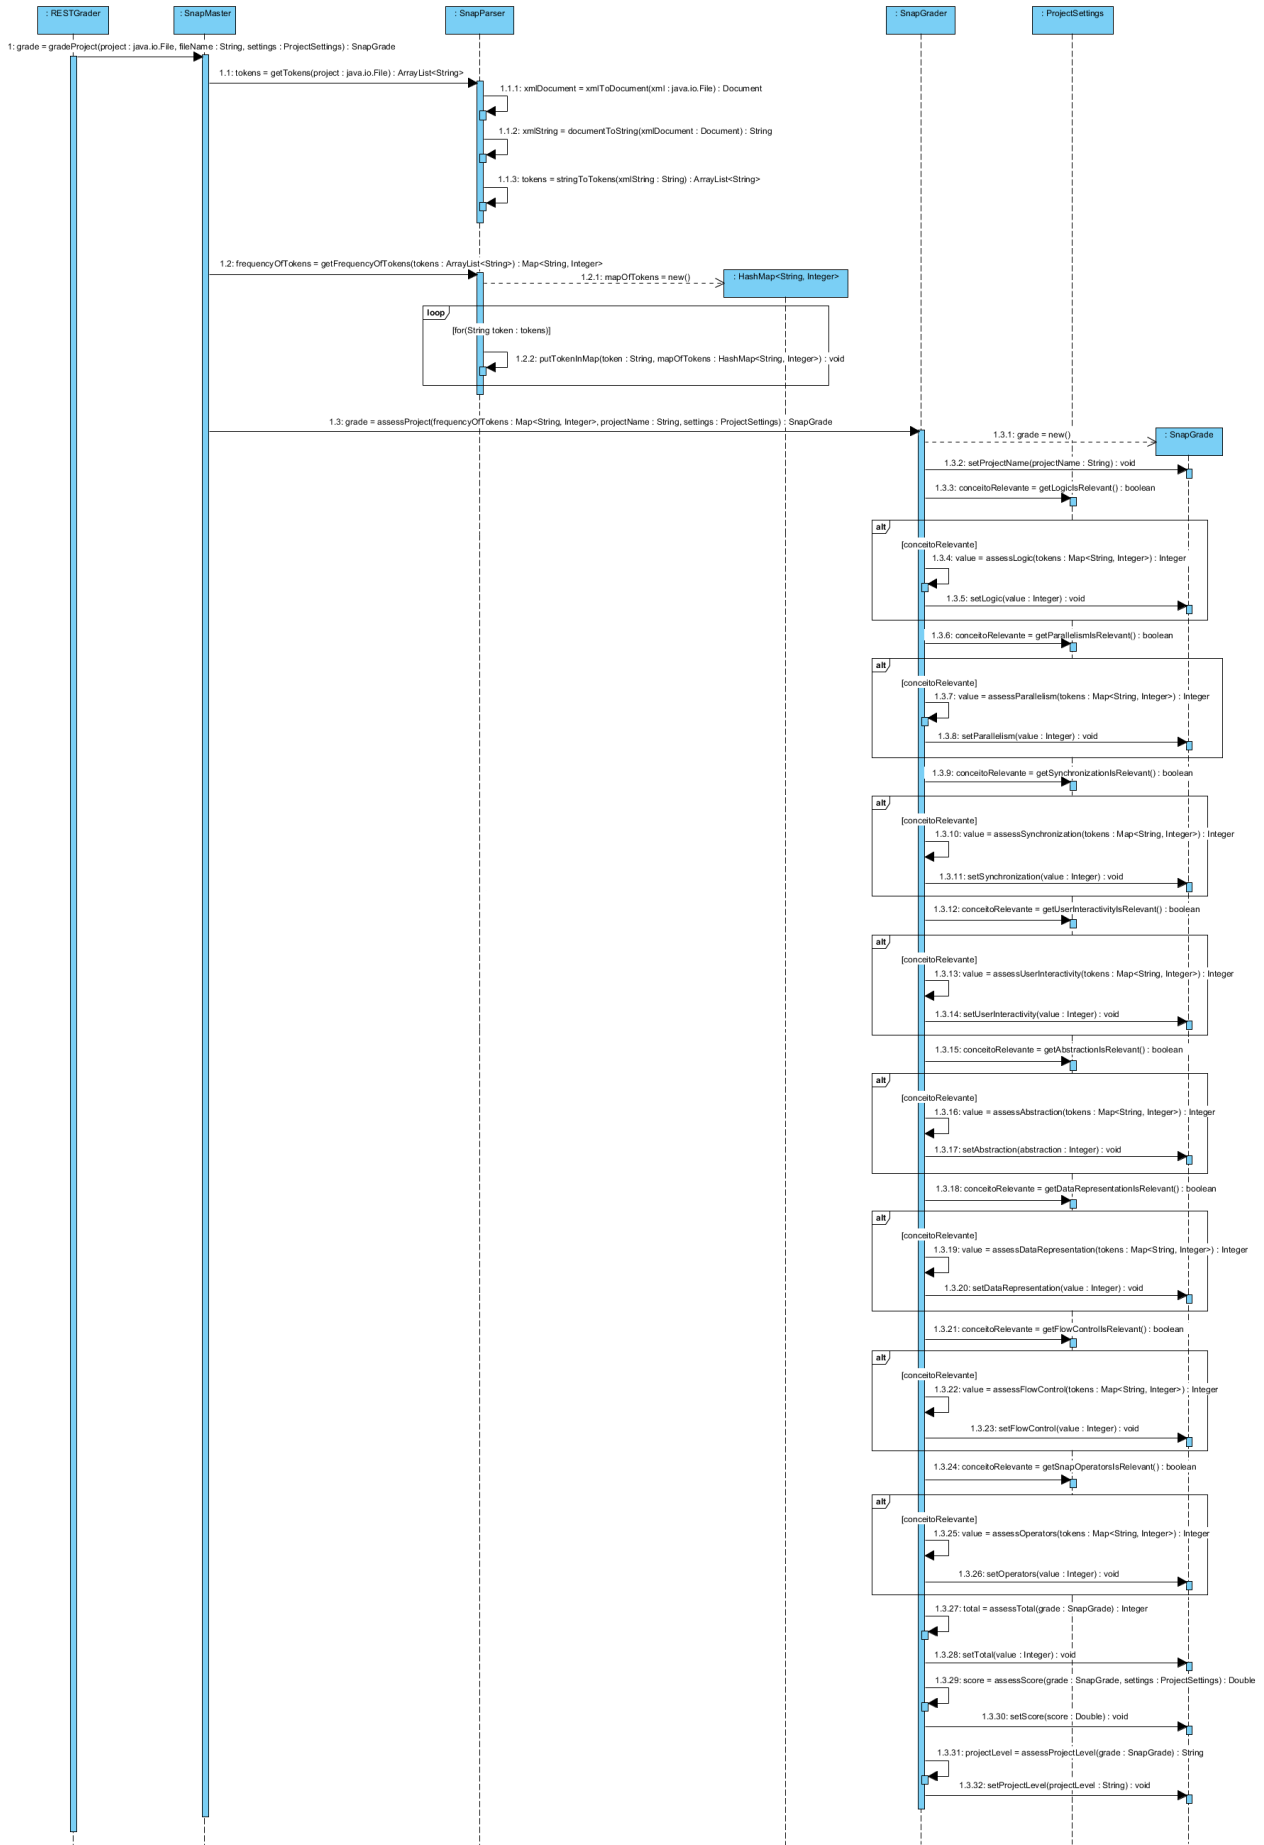 : RESTGrader
: SnapMaster
: SnapParser
: SnapGrader
: ProjectSettings
1: grade = gradeProject(project : java.io.File, fileName : String, settings : ProjectSettings) : SnapGrade
1.1: tokens = getTokens(project : java.io.File) : ArrayList<String>
1.1.1: xmlDocument = xmlToDocument(xml : java.io.File) : Document
1.1.2: xmlString = documentToString(xmlDocument : Document) : String
1.1.3: tokens = stringToTokens(xmlString : String) : ArrayList<String>
1.2: frequencyOfTokens = getFrequencyOfTokens(tokens : ArrayList<String>) : Map<String, Integer>
1.2.1: mapOfTokens = new()
: HashMap<String, Integer>
loop
[for(String token : tokens)]
1.2.2: putTokenInMap(token : String, mapOfTokens : HashMap<String, Integer>) : void
1.3: grade = assessProject(frequencyOfTokens : Map<String, Integer>, projectName : String, settings : ProjectSettings) : SnapGrade
1.3.1: grade = new()
: SnapGrade
1.3.2: setProjectName(projectName : String) : void
1.3.3: conceitoRelevante = getLogicIsRelevant() : boolean
alt
[conceitoRelevante]
1.3.4: value = assessLogic(tokens : Map<String, Integer>) : Integer
1.3.5: setLogic(value : Integer) : void
1.3.6: conceitoRelevante = getParallelismIsRelevant() : boolean
alt
[conceitoRelevante]
1.3.7: value = assessParallelism(tokens : Map<String, Integer>) : Integer
1.3.8: setParallelism(value : Integer) : void
1.3.9: conceitoRelevante = getSynchronizationIsRelevant() : boolean
alt
[conceitoRelevante]
1.3.10: value = assessSynchronization(tokens : Map<String, Integer>) : Integer
1.3.11: setSynchronization(value : Integer) : void
1.3.12: conceitoRelevante = getUserInteractivityIsRelevant() : boolean
alt
[conceitoRelevante]
1.3.13: value = assessUserInteractivity(tokens : Map<String, Integer>) : Integer
1.3.14: setUserInteractivity(value : Integer) : void
1.3.15: conceitoRelevante = getAbstractionIsRelevant() : boolean
alt
[conceitoRelevante]
1.3.16: value = assessAbstraction(tokens : Map<String, Integer>) : Integer
1.3.17: setAbstraction(abstraction : Integer) : void
1.3.18: conceitoRelevante = getDataRepresentationIsRelevant() : boolean
alt
[conceitoRelevante]
1.3.19: value = assessDataRepresentation(tokens : Map<String, Integer>) : Integer
1.3.20: setDataRepresentation(value : Integer) : void
1.3.21: conceitoRelevante = getFlowControlIsRelevant() : boolean
alt
[conceitoRelevante]
1.3.22: value = assessFlowControl(tokens : Map<String, Integer>) : Integer
1.3.23: setFlowControl(value : Integer) : void
1.3.24: conceitoRelevante = getSnapOperatorsIsRelevant() : boolean
alt
[conceitoRelevante]
1.3.25: value = assessOperators(tokens : Map<String, Integer>) : Integer
1.3.26: setOperators(value : Integer) : void
1.3.27: total = assessTotal(grade : SnapGrade) : Integer
1.3.28: setTotal(value : Integer) : void
1.3.29: score = assessScore(grade : SnapGrade, settings : ProjectSettings) : Double
1.3.30: setScore(score : Double) : void
1.3.31: projectLevel = assessProjectLevel(grade : SnapGrade) : String
1.3.32: setProjectLevel(projectLevel : String) : void